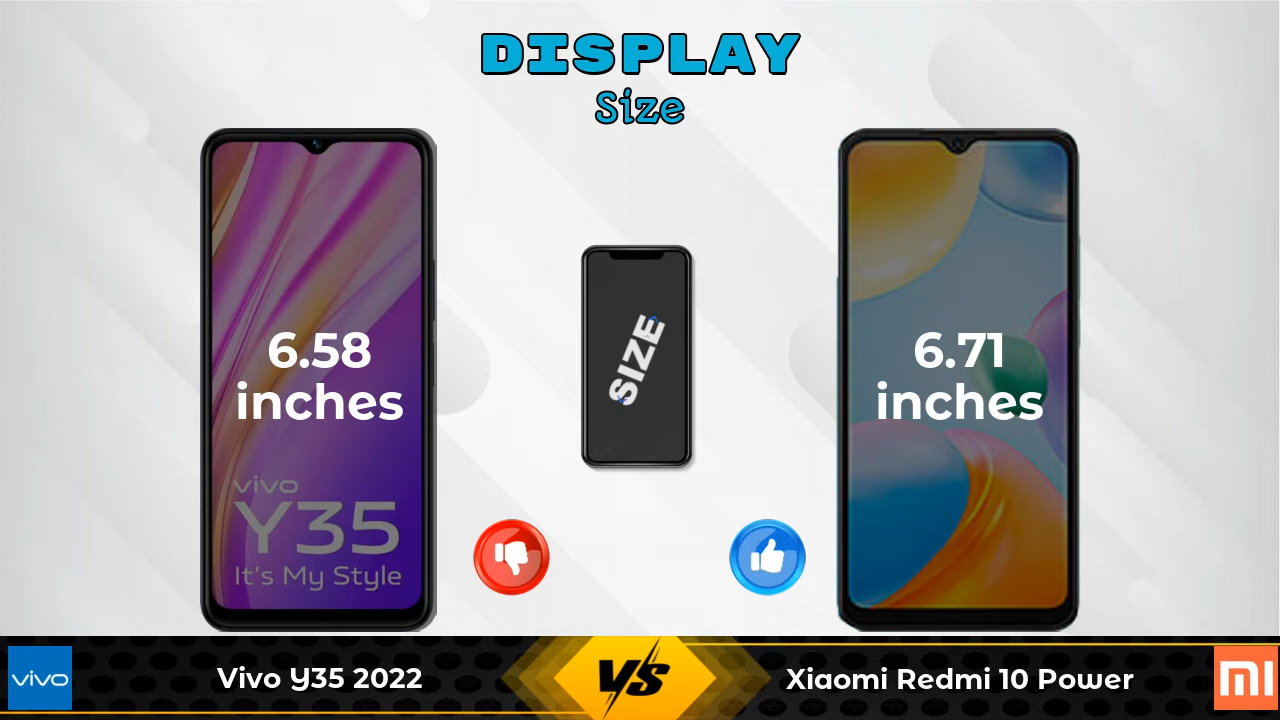 DISPLAY
Size
6.58
inches
vivo
Y35
It's My Style
SIZE
6.71
inches
vivo
Vivo Y35 2022
VS
Xiaomi Redmi 10 Power
mi